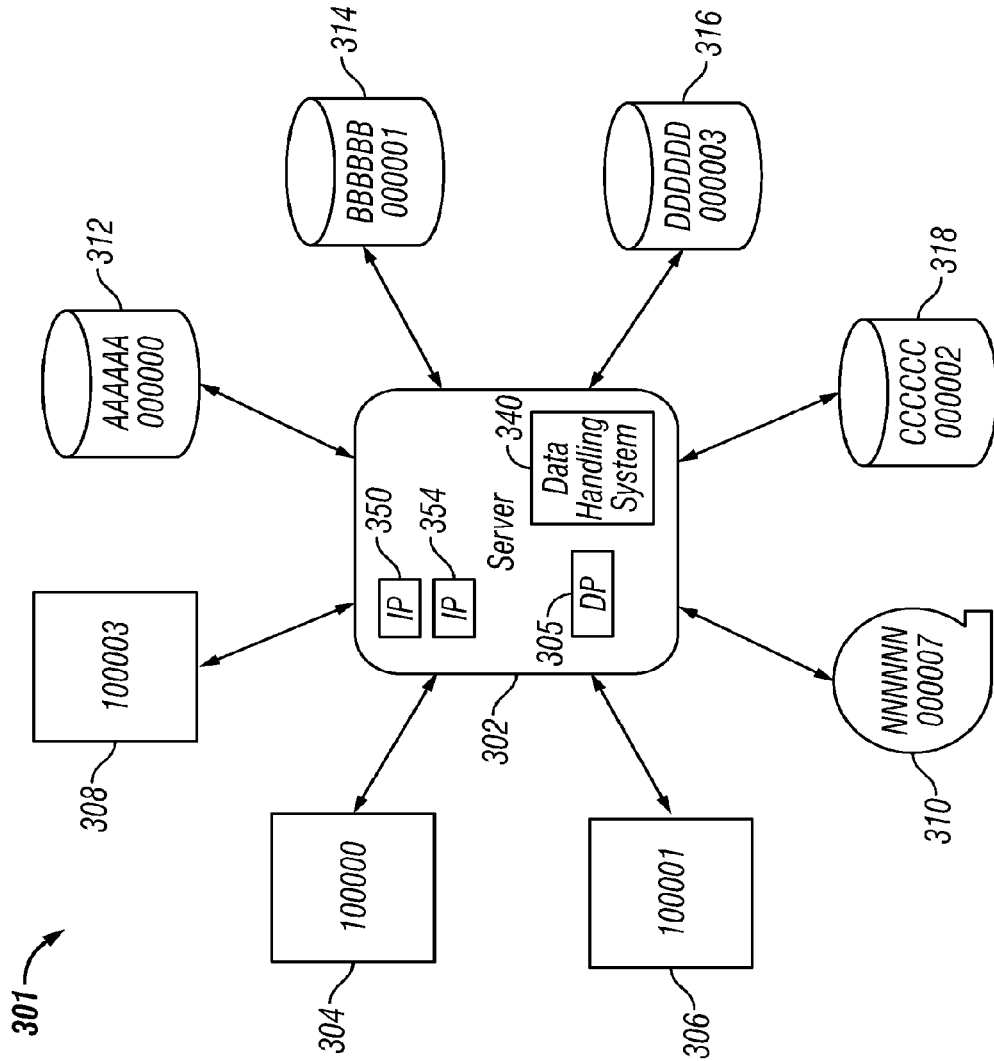 301
308
100003
312
AAAAAA
000000
304
100000
314
BBBBBB
000001
302
IP
350
IP
354
Server
305
DP
340
Data
Handling
System
306
100001
316
DDDDDD
000003
310
NNNNNN
000007
318
CCCCCC
000002